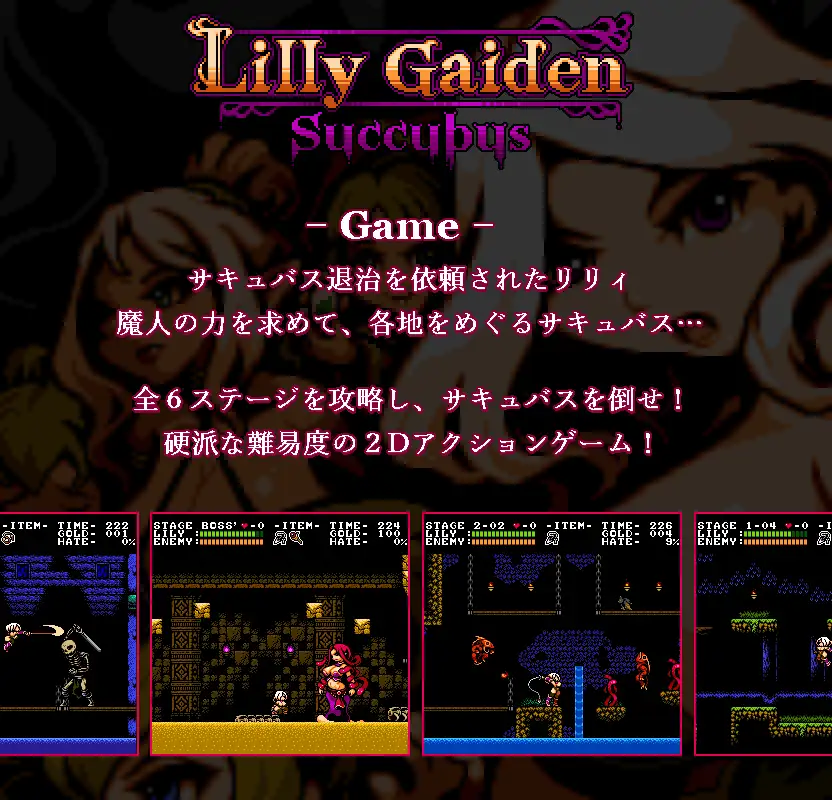 Lilly Gaiden
Succubus
– Game –
サキュバス退治を依頼されたリリィ
魔人の力を求めて、各地をめぐるサキュバス…
全６ステージを攻略し、サキュバスを倒せ！
硬派な難易度の２Dアクションゲーム！
-ITEM- TIME- 222
GOLD- 001
HATE- 0%
STAGE BOSS' ♥-0 -ITEM- TIME- 224
LILY : GOLD- 100
ENEMY: HATE- 0%
STAGE 2-02 ♥-0 -ITEM- TIME- 226
LILY : GOLD- 004
ENEMY: HATE- 9%
STAGE 1-04 ♥-0 -I
LILY :
ENEMY: